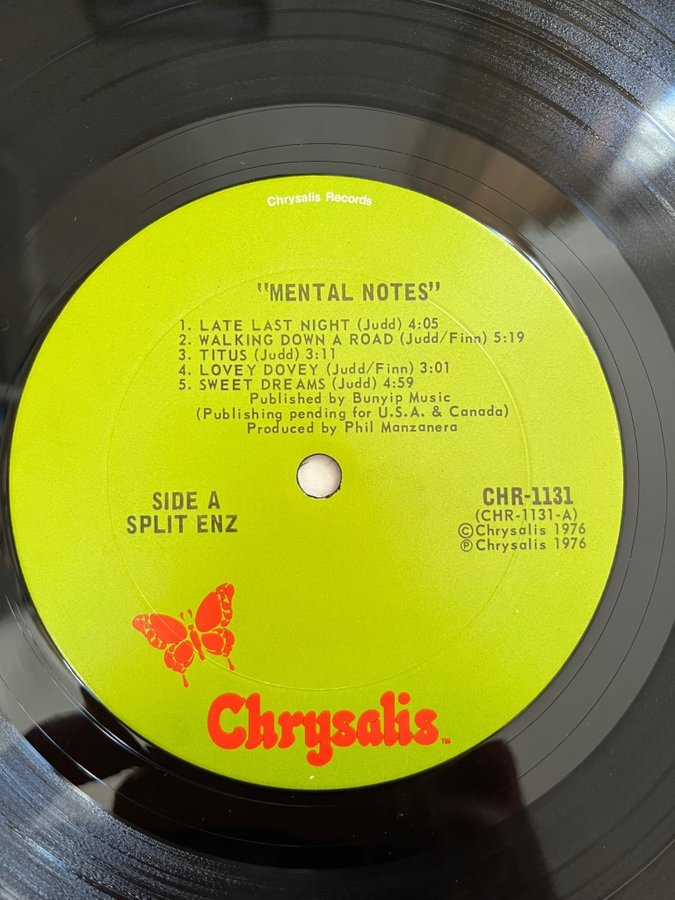 Chrysalis Records
"MENTAL NOTES"
1. LATE LAST NIGHT (Judd) 4:05
2. WALKING DOWN A ROAD (Judd/Finn) 5:19
3. TITUS (Judd) 3:11
4. LOVEY DOVEY (Judd/Finn) 3:01
5. SWEET DREAMS (Judd) 4:59
Published by Bunyip Music
(Publishing pending for U.S.A. & Canada)
Produced by Phil Manzanera
SIDE A
SPLIT ENZ
CHR-1131
(CHR-1131-A)
©Chrysalis 1976
℗Chrysalis 1976
Chrysalis™